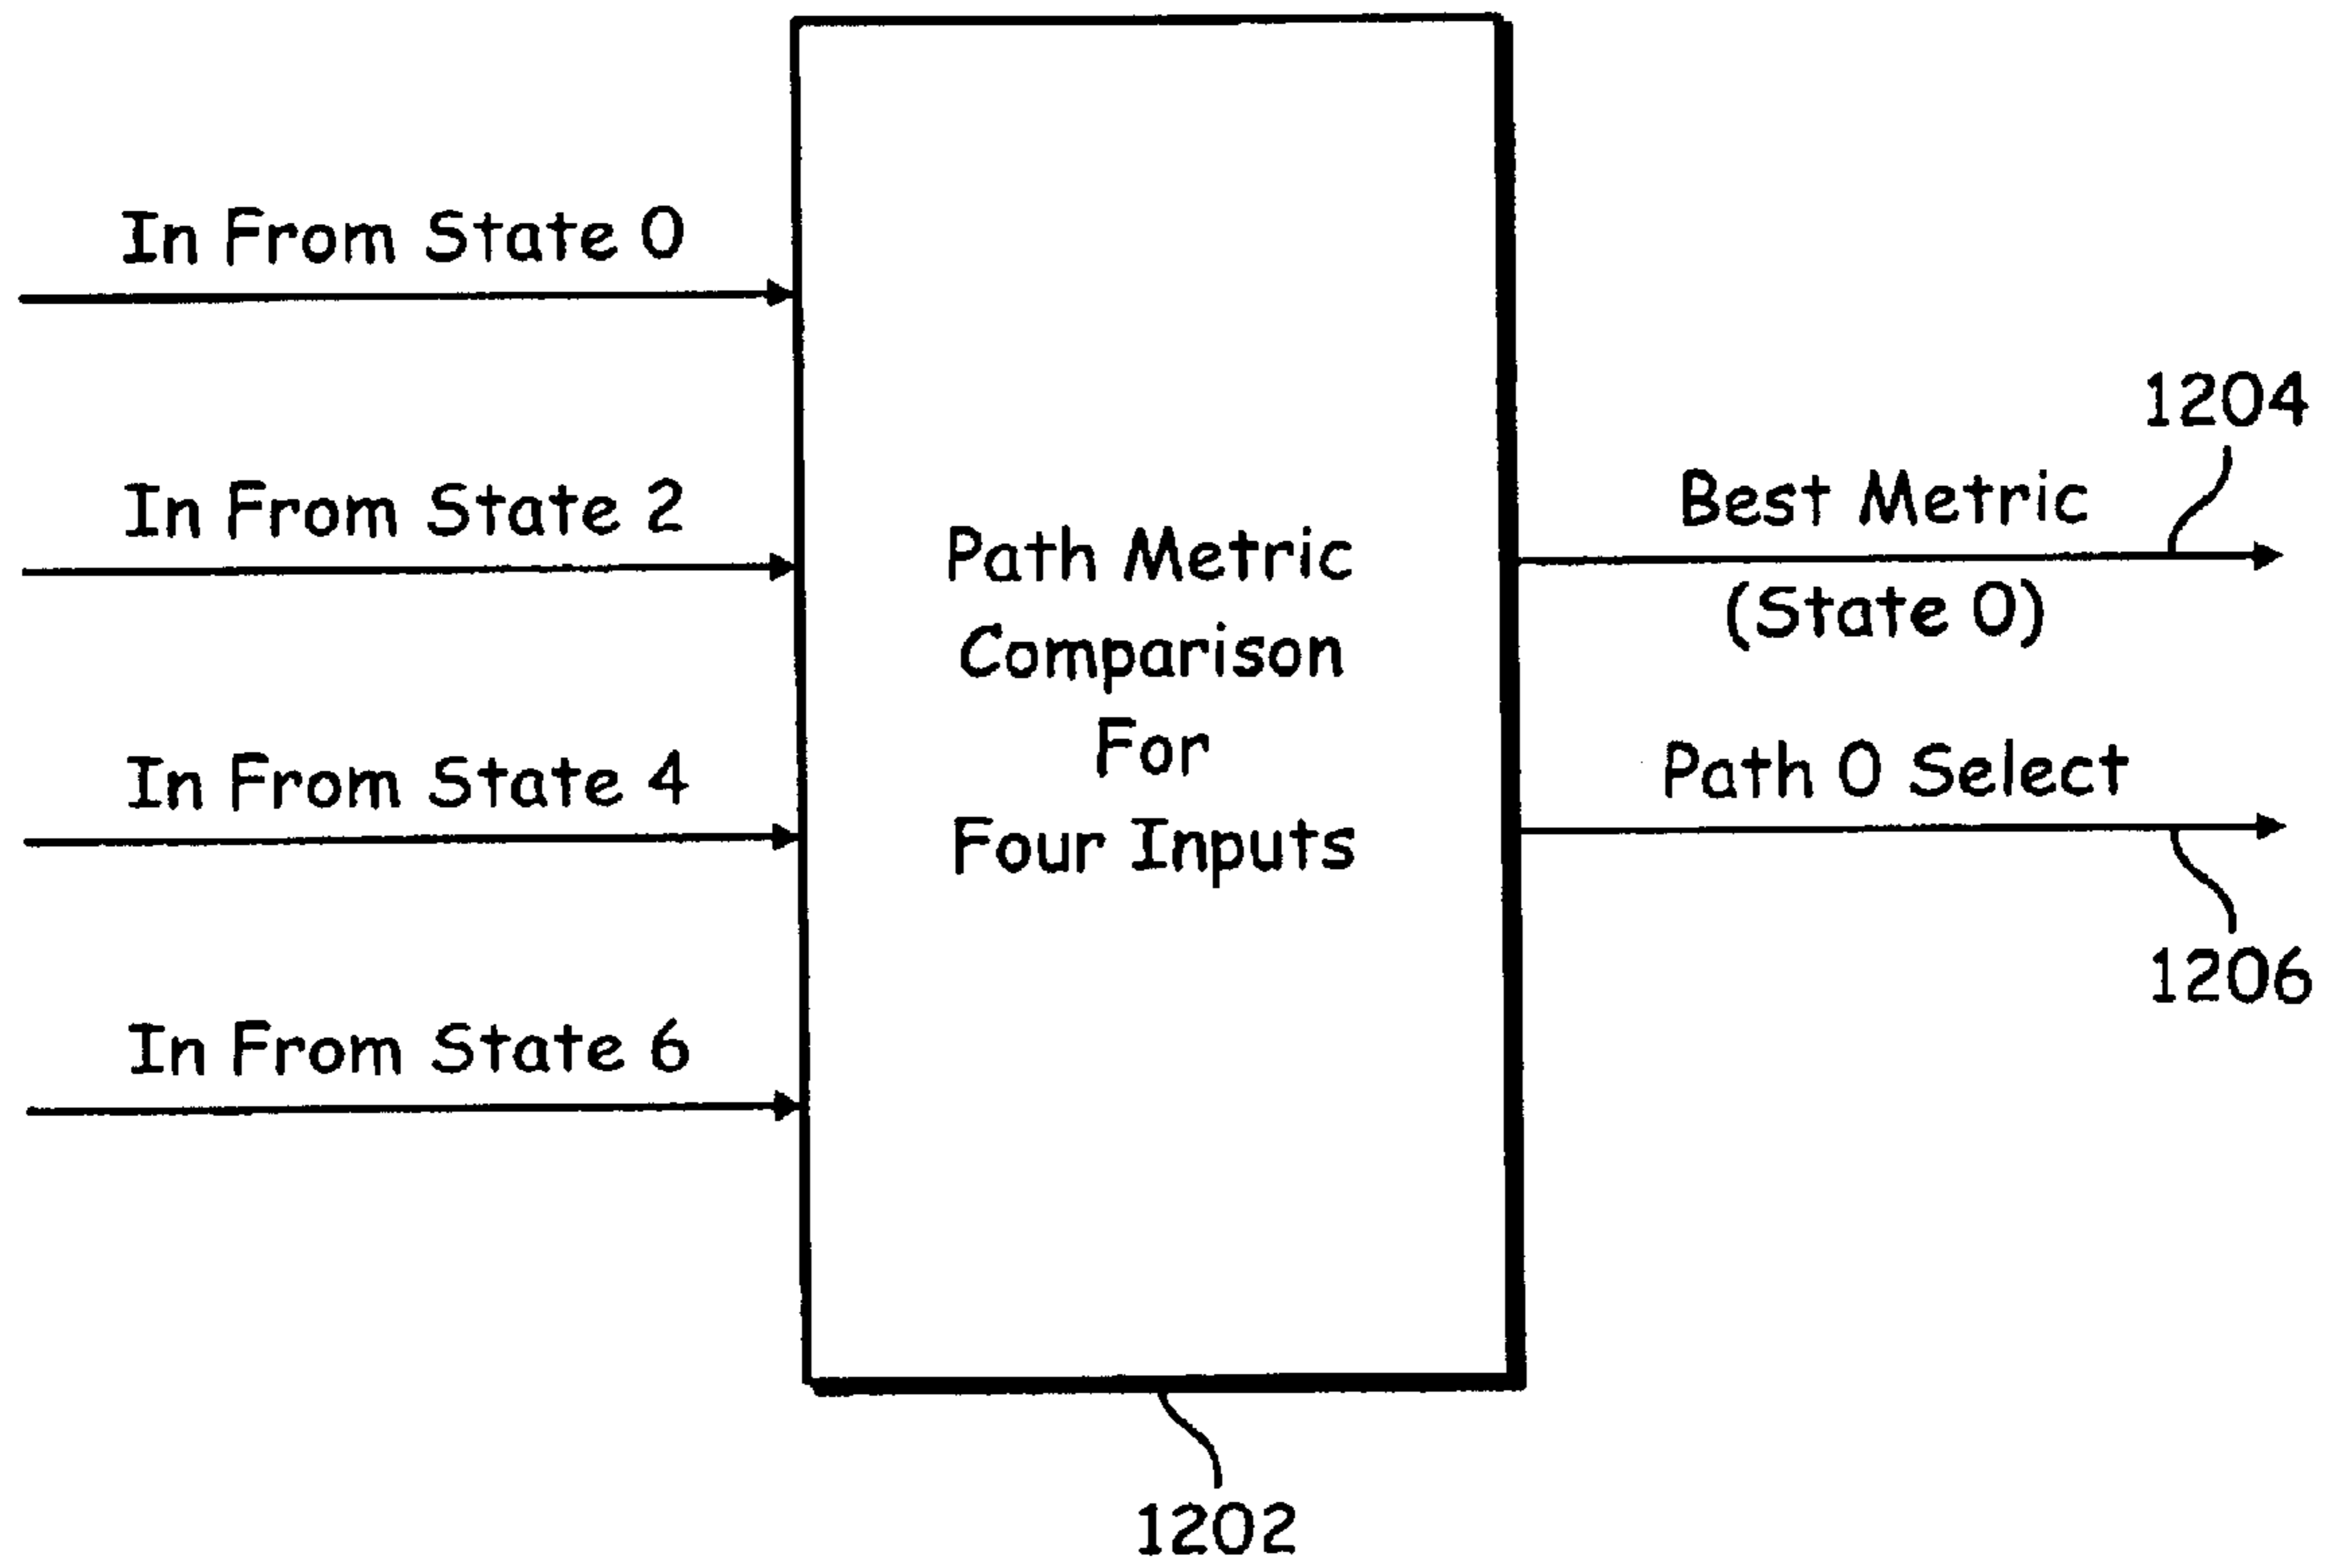 In From State 0
In From State 2
In From State 4
In From State 6
Path Metric
Comparison
For
Four Inputs
1204
Best Metric
(State 0)
Path 0 Select
1206
1202